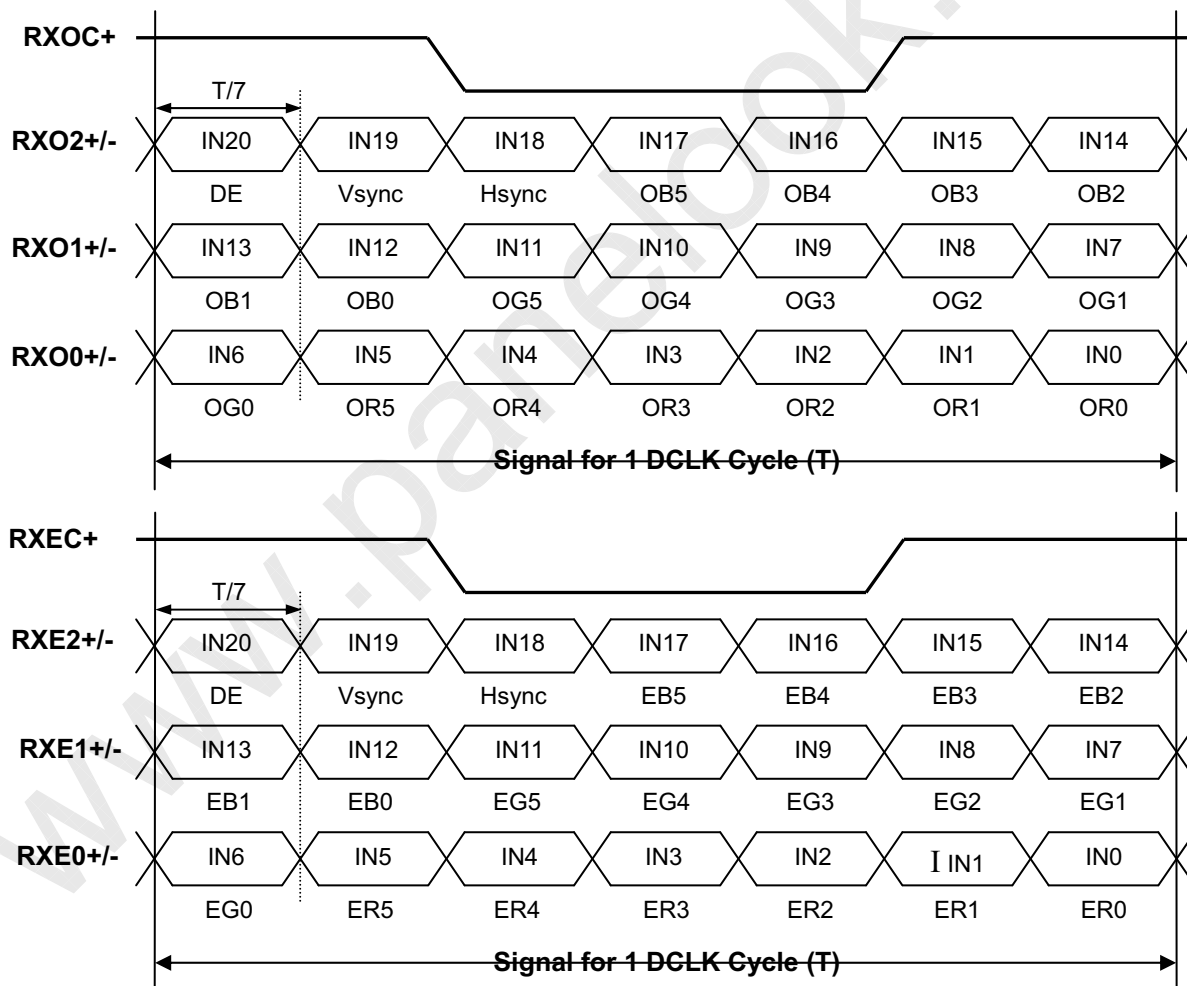 RXOC+
T/7
RXO2+/- IN20 IN19 IN18 IN17 IN16 IN15 IN14
DE Vsync Hsync OB5 OB4 OB3 OB2
RXO1+/- IN13 IN12 IN11 IN10 IN9 IN8 IN7
OB1 OB0 OG5 OG4 OG3 OG2 OG1
RXO0+/- IN6 IN5 IN4 IN3 IN2 IN1 IN0
OG0 OR5 OR4 OR3 OR2 OR1 OR0
Signal for 1 DCLK Cycle (T)
RXEC+
T/7
RXE2+/- IN20 IN19 IN18 IN17 IN16 IN15 IN14
DE Vsync Hsync EB5 EB4 EB3 EB2
RXE1+/- IN13 IN12 IN11 IN10 IN9 IN8 IN7
EB1 EB0 EG5 EG4 EG3 EG2 EG1
RXE0+/- IN6 IN5 IN4 IN3 IN2 I IN1 IN0
EG0 ER5 ER4 ER3 ER2 ER1 ER0
Signal for 1 DCLK Cycle (T)
www.panelook.